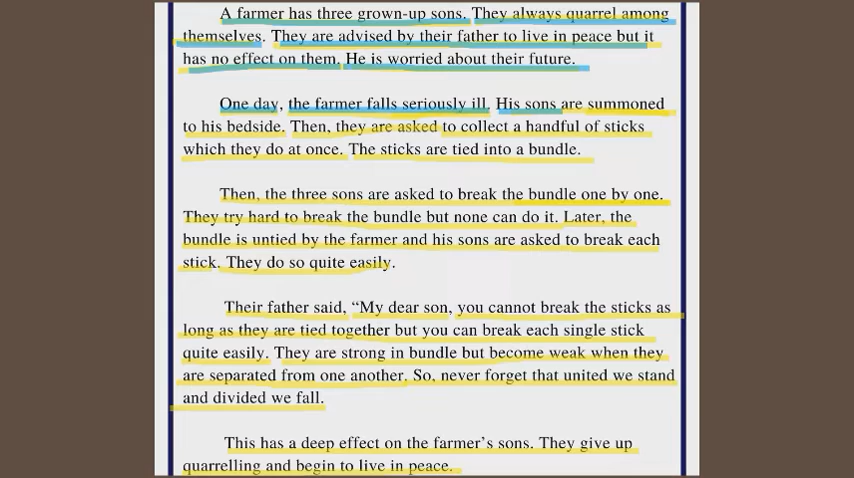 A farmer has three grown-up sons. They always quarrel among
themselves. They are advised by their father to live in peace but it
has no effect on them. He is worried about their future.
One day, the farmer falls seriously ill. His sons are summoned
to his bedside. Then, they are asked to collect a handful of sticks
which they do at once. The sticks are tied into a bundle.
Then, the three sons are asked to break the bundle one by one.
They try hard to break the bundle but none can do it. Later, the
bundle is untied by the farmer and his sons are asked to break each
stick. They do so quite easily.
Their father said, “My dear son, you cannot break the sticks as
long as they are tied together but you can break each single stick
quite easily. They are strong in bundle but become weak when they
are separated from one another. So, never forget that united we stand
and divided we fall.
This has a deep effect on the farmer’s sons. They give up
quarrelling and begin to live in peace.